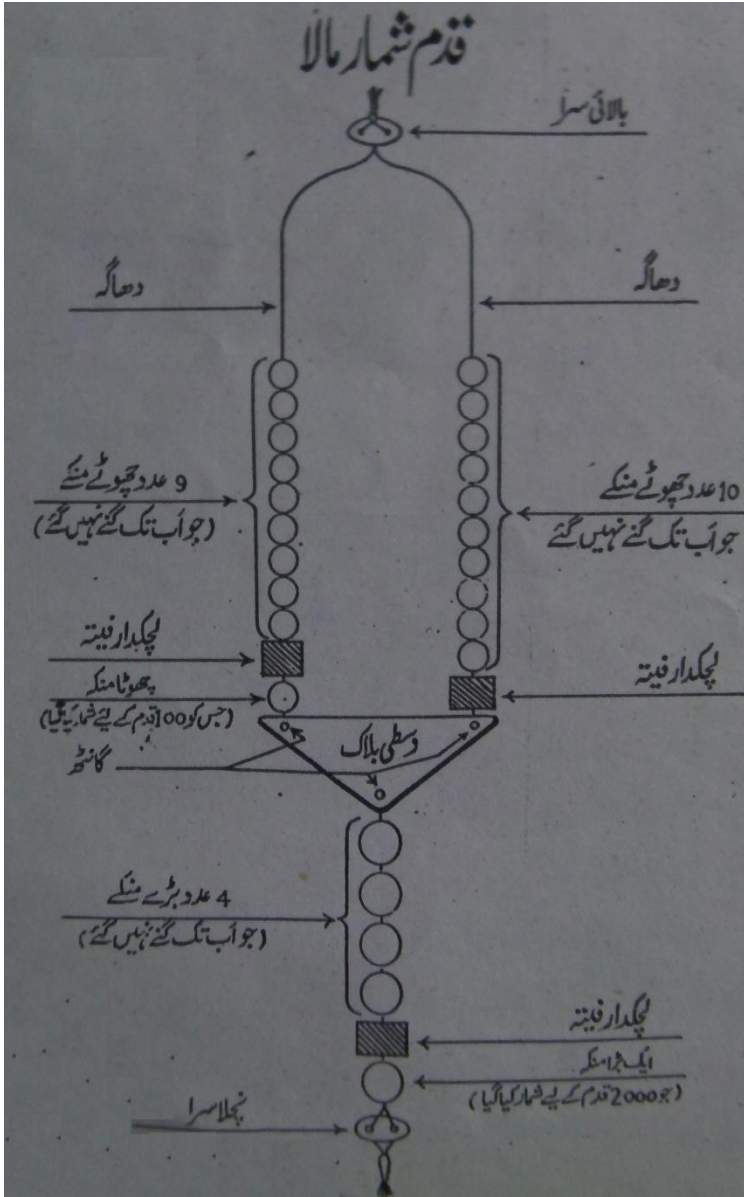 قدم شمار مالا
بالائی سرا
دھاگہ
دھاگہ
10 عدد چھوٹے منکے
جو اَب تک گنے نہیں گئے
9 عدد چھوٹے منکے
(جو اَب تک گنے نہیں گئے)
لچکدار فیتہ
لچکدار فیتہ
چھوٹا منکہ
(جس کو 100 قدم کے لیئے شمار کیا گیا)
وسطی بلاک
گانٹھ
4 عدد بڑے منکے
(جو اَب تک گنے نہیں گئے)
لچکدار فیتہ
ایک بڑا منکہ
(جو 2000 قدم کے لیے شمار کیا گیا)
نچلا سرا